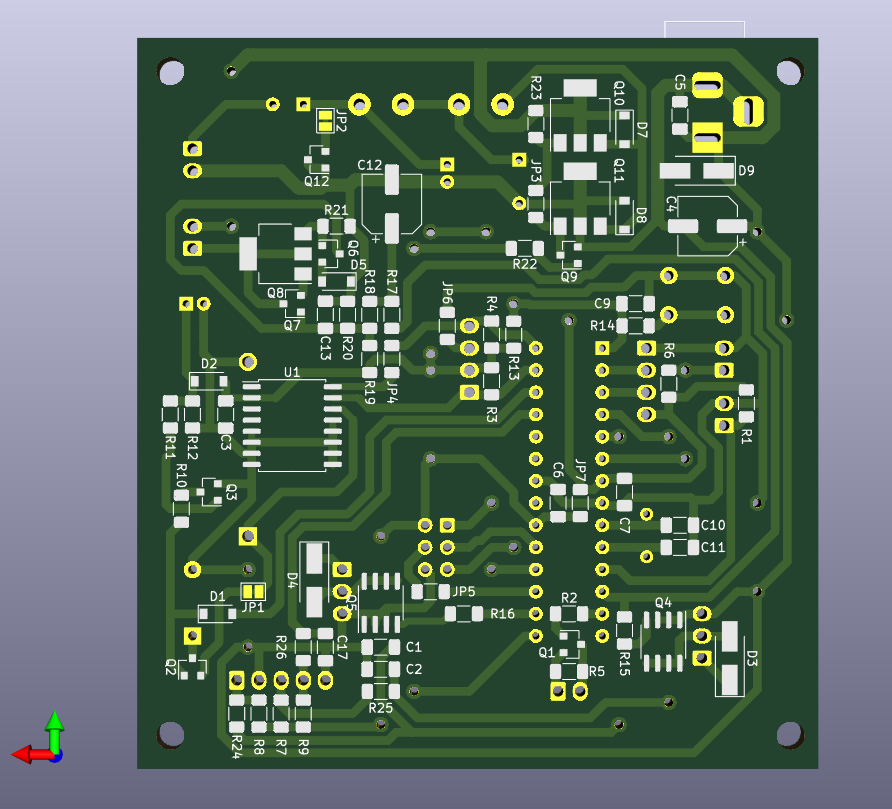 R23
Q10
C5
JP2
D7
Q12
C12
JP3
Q11
D9
R21
D8
C4
+
+
Q6
D5
R22
Q9
Q8
R18
R17
Q7
C13
R20
JP6
R4
C9
R14
R13
R6
D2
U1
R19
JP4
R3
R1
R11
R12
C3
R10
Q3
C6
JP7
C7
C10
C11
D4
D1
JP1
Q5
JP5
R16
R2
Q4
Q1
R15
D3
R26
C17
C1
C2
R5
Q2
R25
R24
R8
R7
R9